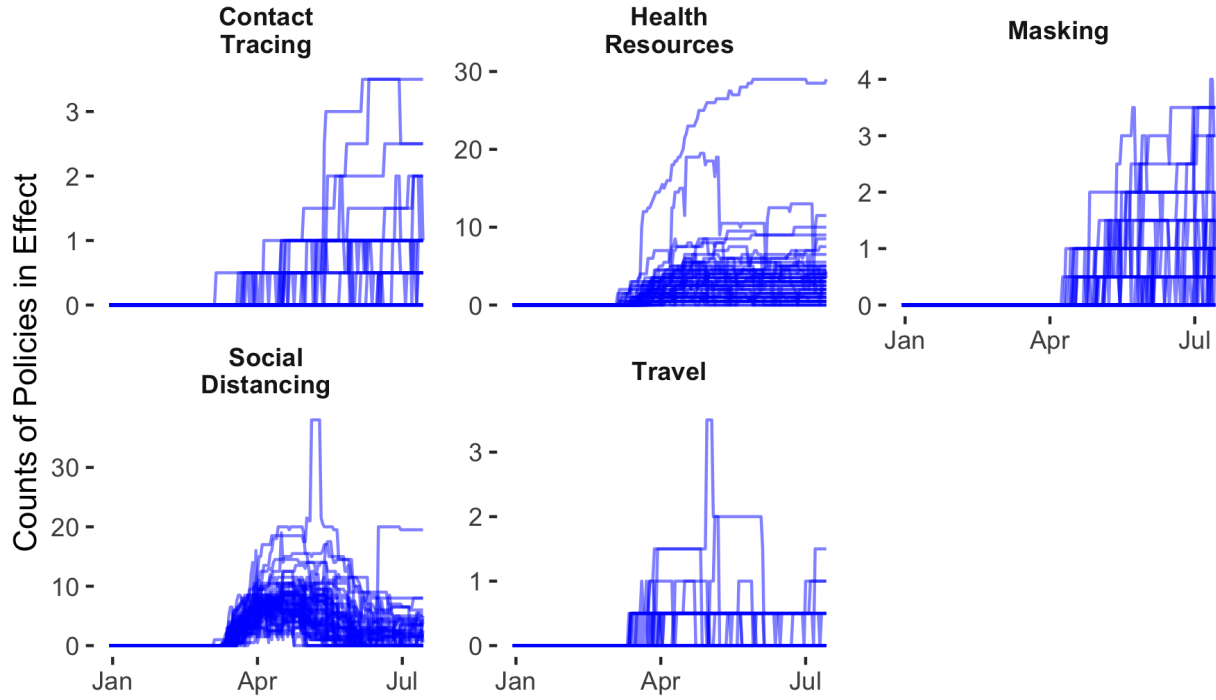 Contact
Tracing
Health
Resources
Masking
3
2
1
0
30
20
10
0
4
3
2
1
0
Jan
Apr
Jul
Counts of Policies in Effect
Social
Distancing
Travel
30
20
10
0
Jan
Apr
Jul
3
2
1
0
Jan
Apr
Jul